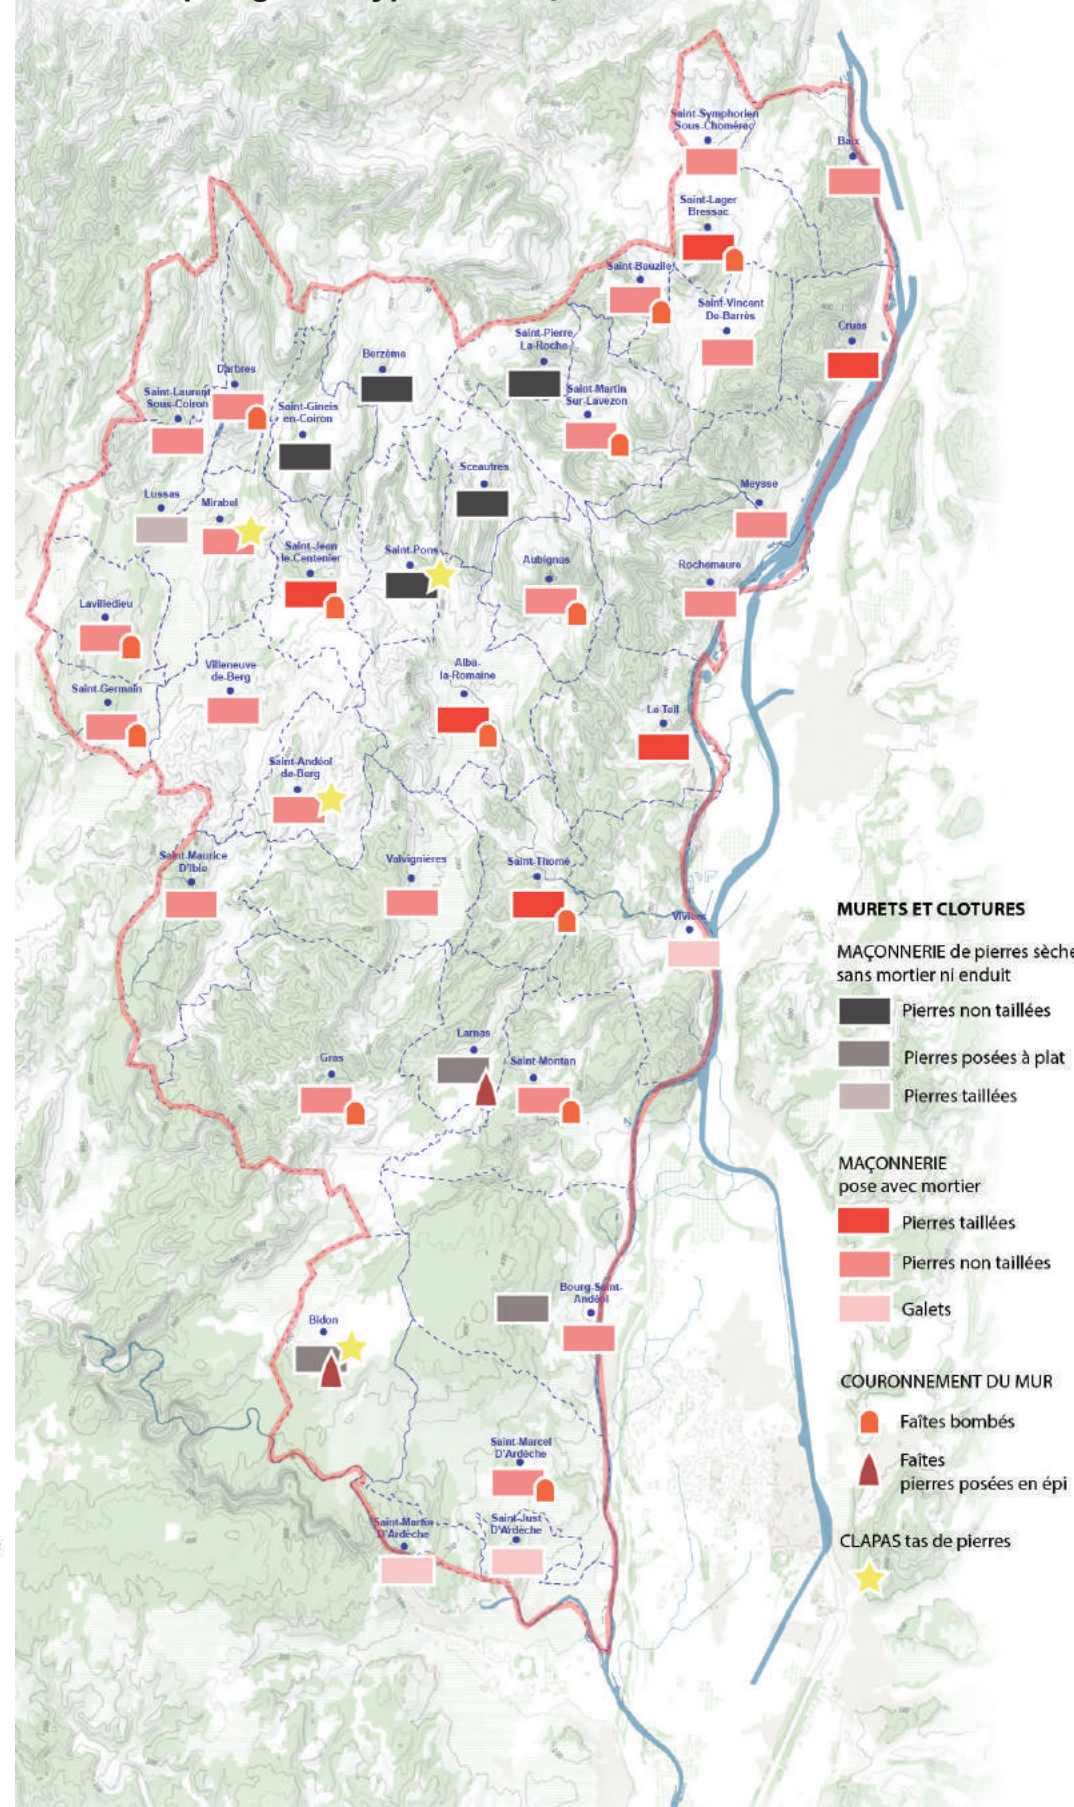 Saint-Symphorien
Sous-Chomérac
Baix
Saint-Lager
Bressac
Saint-Bauzile
Saint-Vincent
De-Barrès
Cruas
Saint-Pierre
La-Roche
Berzème
Darbres
Saint-Laurent
Sous-Coiron
Saint-Gineis
en-Coiron
Saint-Martin
Sur-Lavezon
Sceautres
Meysse
Lussas
Mirabel
Saint-Jean
le-Centenier
Saint-Pons
Aubignas
Rochemaure
Lavilledieu
Villeneuve
de-Berg
Alba-
la-Romaine
Saint-Germain
Le Teil
Saint-Andéol
de-Berg
Saint-Maurice
D'Ibie
Valvignières
Saint-Thomé
Viviers
Larnas
Gras
Saint-Montan
Bourg-Saint-
Andéol
Bidon
Saint-Marcel
D'Ardèche
Saint-Martin
D'Ardèche
Saint-Just
D'Ardèche
MURETS ET CLOTURES
MAÇONNERIE de pierres sèche
sans mortier ni enduit
Pierres non taillées
Pierres posées à plat
Pierres taillées
MAÇONNERIE
pose avec mortier
Pierres taillées
Pierres non taillées
Galets
COURONNEMENT DU MUR
Faîtes bombés
Faîtes
pierres posées en épi
CLAPAS tas de pierres